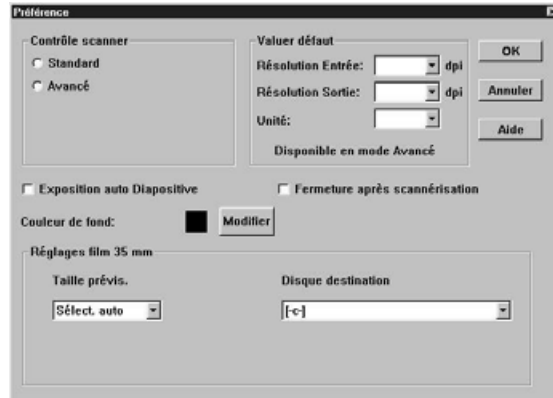 Préférence
Contrôle scanner
Standard
Avancé
Valuer défaut
Résolution Entrée: dpi
Résolution Sortie: dpi
Unité:
Disponible en mode Avancé
OK
Annuler
Aide
Exposition auto Diapositive
Fermeture après scannérisation
Couleur de fond: Modifier
Réglages film 35 mm
Taille prévis. Disque destination
Sélect. auto [-c-]